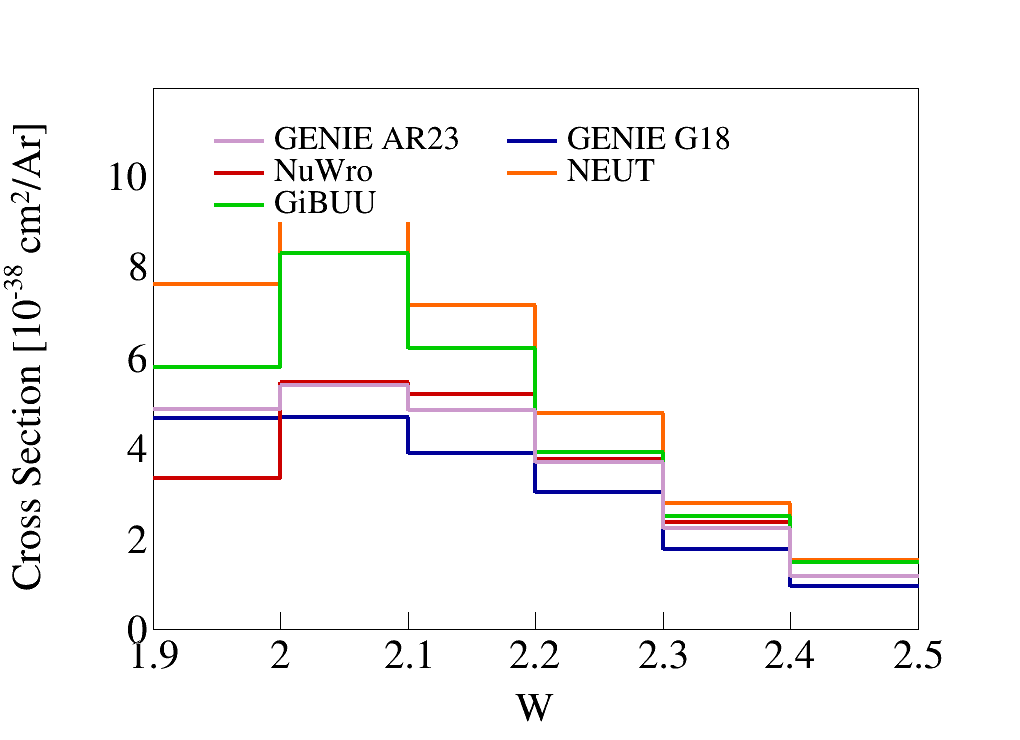 GENIE AR23 GENIE G18
NuWro NEUT
GiBUU
Cross Section [10⁻³⁸ cm²/Ar]
10
8
6
4
2
0
1.9 2 2.1 2.2 2.3 2.4 2.5
W